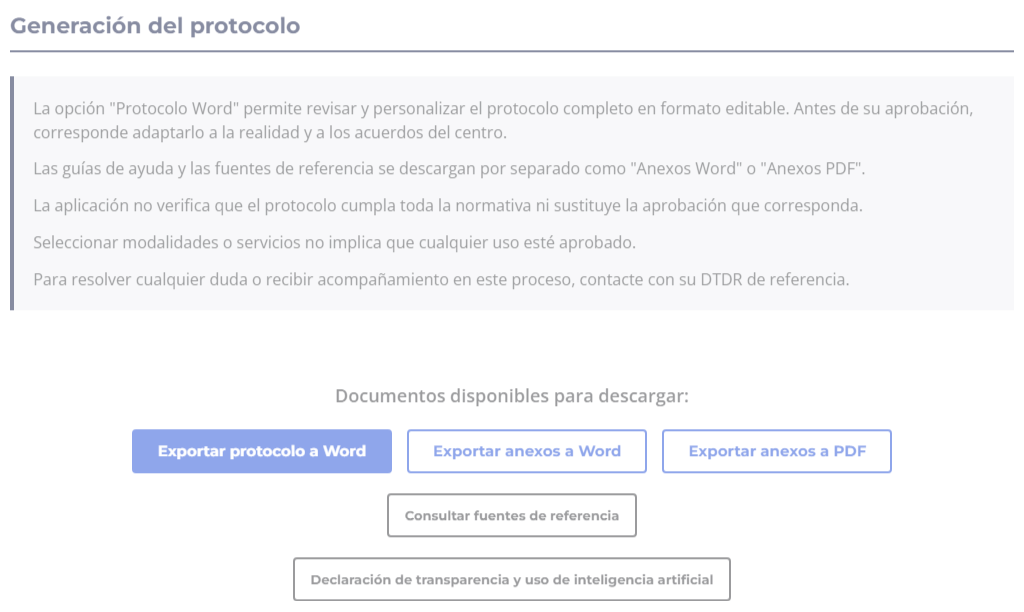 Generación del protocolo
La opción "Protocolo Word" permite revisar y personalizar el protocolo completo en formato editable. Antes de su aprobación,
corresponde adaptarlo a la realidad y a los acuerdos del centro.
Las guías de ayuda y las fuentes de referencia se descargan por separado como "Anexos Word" o "Anexos PDF".
La aplicación no verifica que el protocolo cumpla toda la normativa ni sustituye la aprobación que corresponda.
Seleccionar modalidades o servicios no implica que cualquier uso esté aprobado.
Para resolver cualquier duda o recibir acompañamiento en este proceso, contacte con su DTDR de referencia.
Documentos disponibles para descargar:
Exportar protocolo a Word
Exportar anexos a Word
Exportar anexos a PDF
Consultar fuentes de referencia
Declaración de transparencia y uso de inteligencia artificial